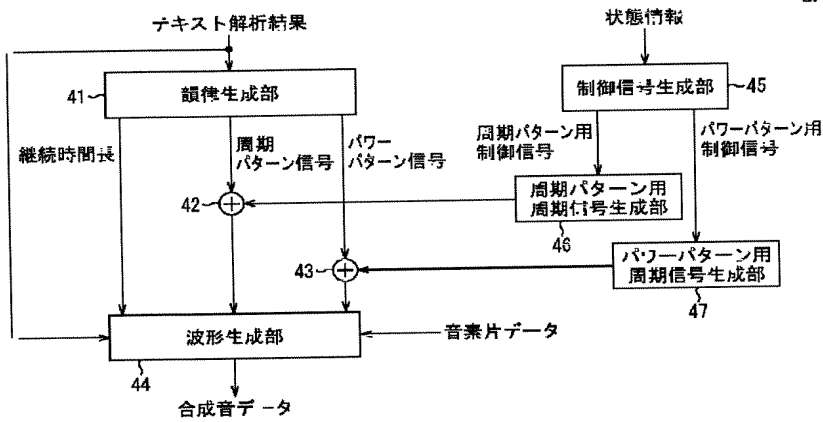 テキスト解析結果
状態情報
41
韻律生成部
制御信号生成部
45
継続時間長
周期
パターン信号
パワー
パターン信号
周期パターン用
制御信号
パワーパターン用
制御信号
42
周期パターン用
周期信号生成部
46
43
パワーパターン用
周期信号生成部
47
波形生成部
音素片データ
44
合成音データ